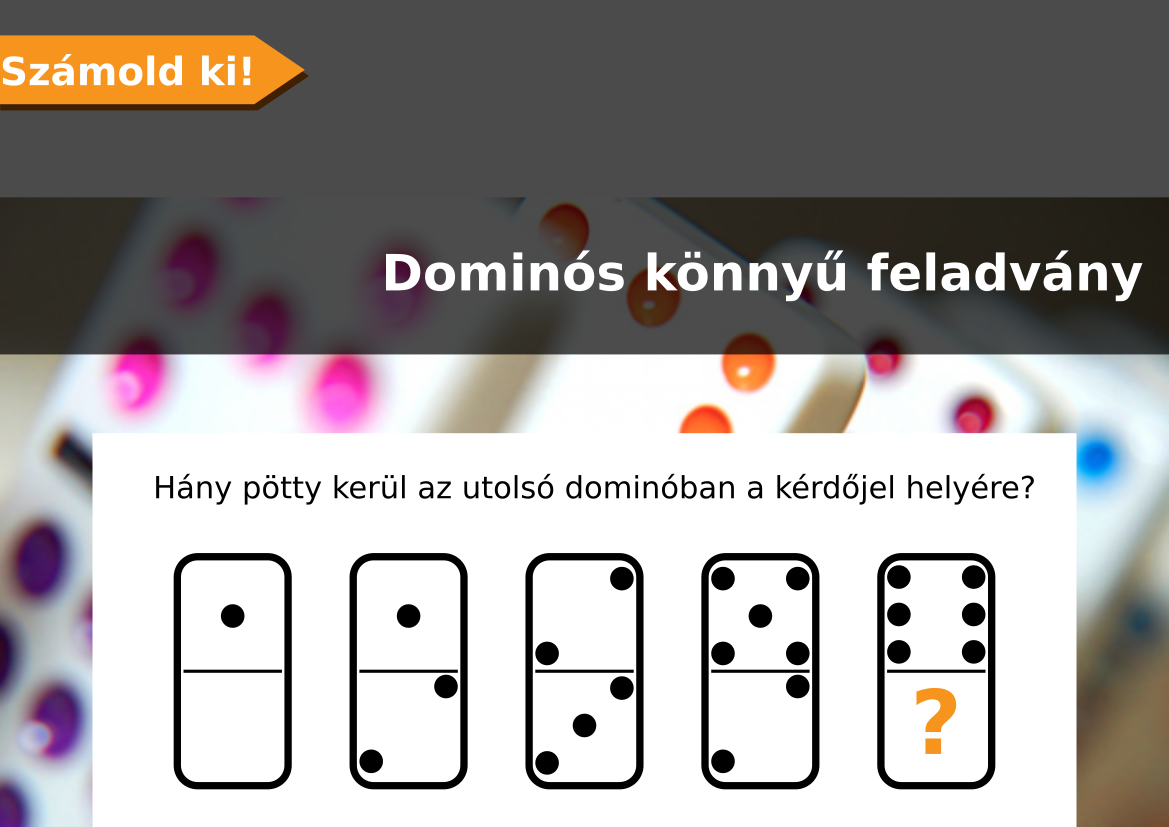 Számold ki!
Dominós könnyű feladvány
Hány pötty kerül az utolsó dominóban a kérdőjel helyére?
?